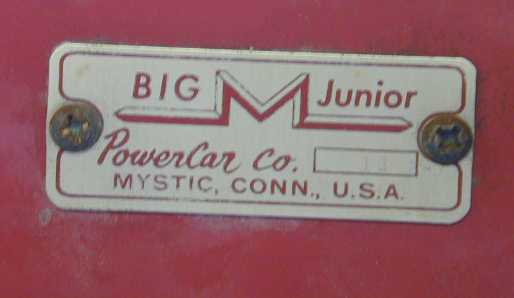 BIG M Junior
PowerCar Co.
MYSTIC, CONN., U.S.A.